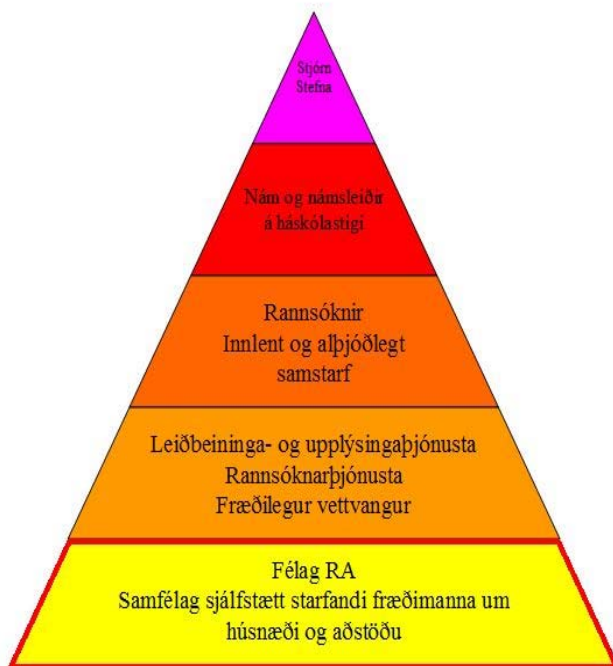 Stjórn
Stefna
Nám og námsleiðir
á háskólastigi
Rannsóknir
Innlent og alþjóðlegt
samstarf
Leiðbeininga- og upplýsingaþjónusta
Rannsóknarþjónusta
Fræðilegur vettvangur
Félag RA
Samfélag sjálfstætt starfandi fræðimanna um
húsnæði og aðstöðu